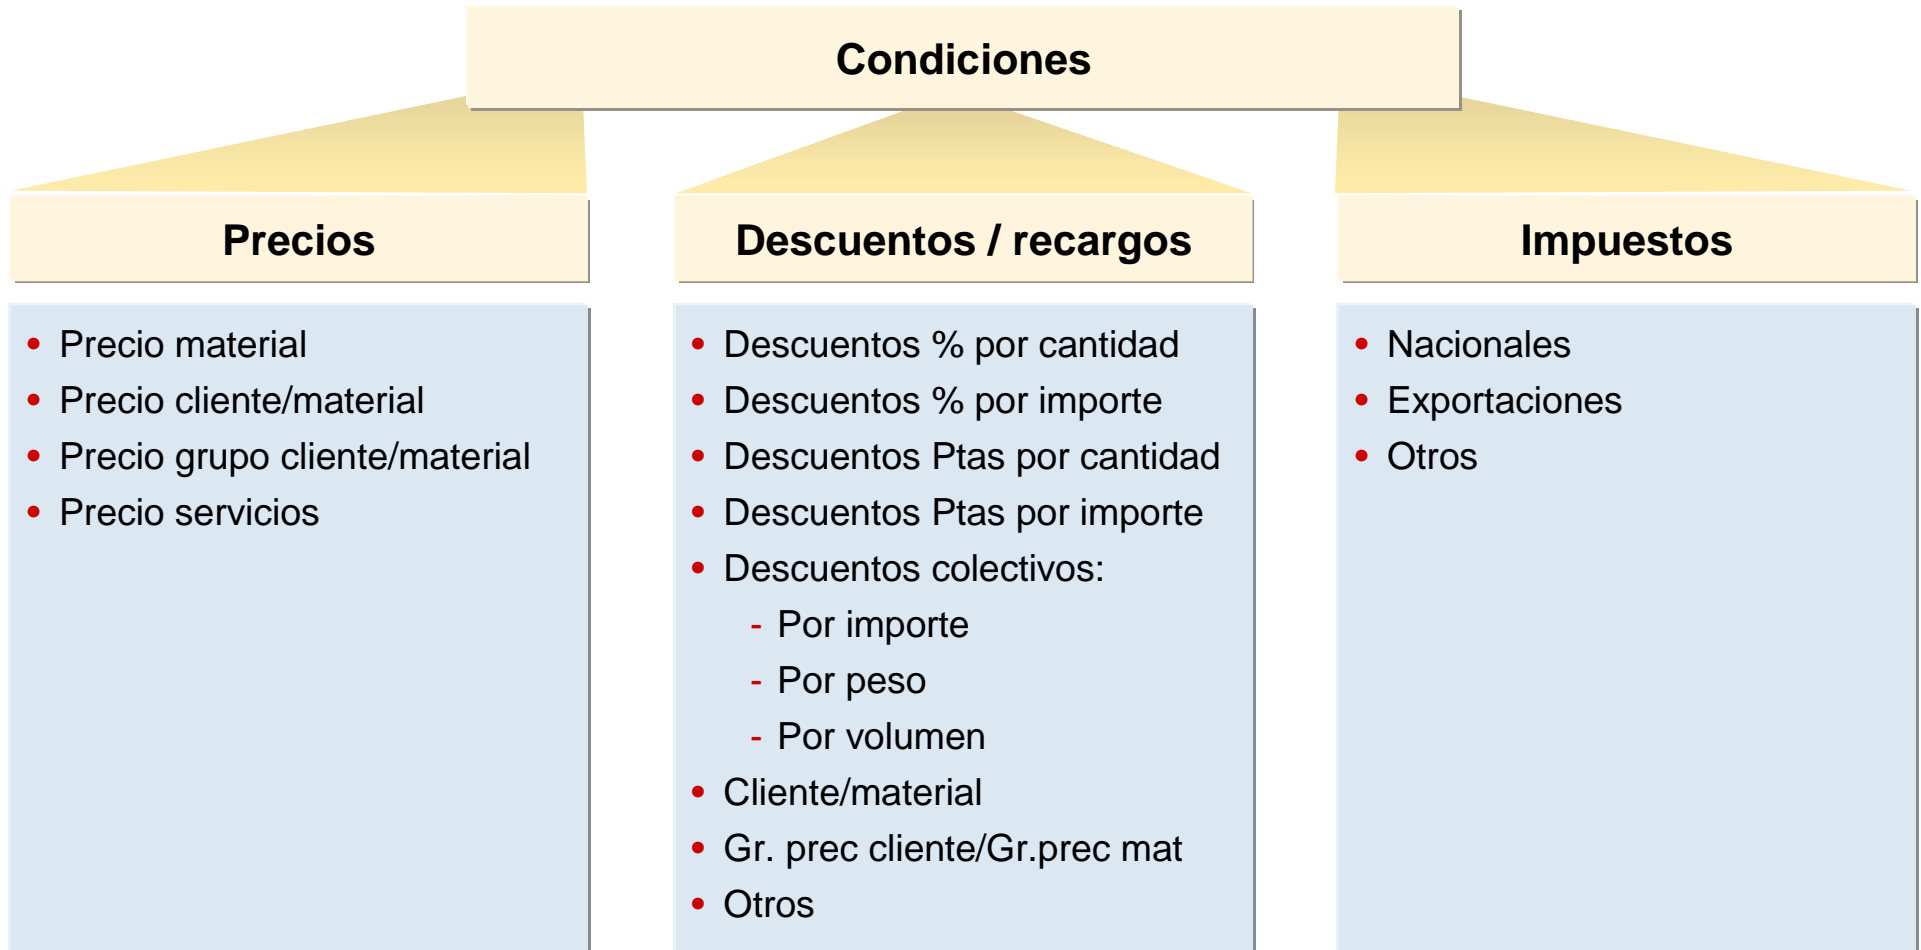 Condiciones
Precios
• Precio material
• Precio cliente/material
• Precio grupo cliente/material
• Precio servicios
Descuentos / recargos
• Descuentos % por cantidad
• Descuentos % por importe
• Descuentos Ptas por cantidad
• Descuentos Ptas por importe
• Descuentos colectivos:
- Por importe
- Por peso
- Por volumen
• Cliente/material
• Gr. prec cliente/Gr.prec mat
• Otros
Impuestos
• Nacionales
• Exportaciones
• Otros